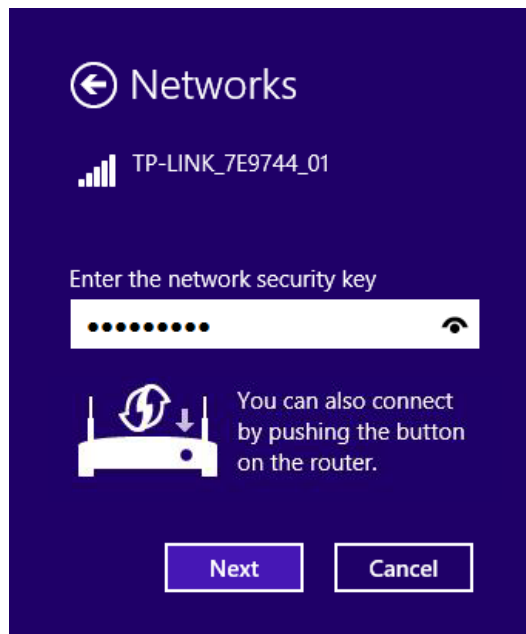 Networks
TP-LINK_7E9744_01
Enter the network security key
•••••••••
You can also connect
by pushing the button
on the router.
Next
Cancel